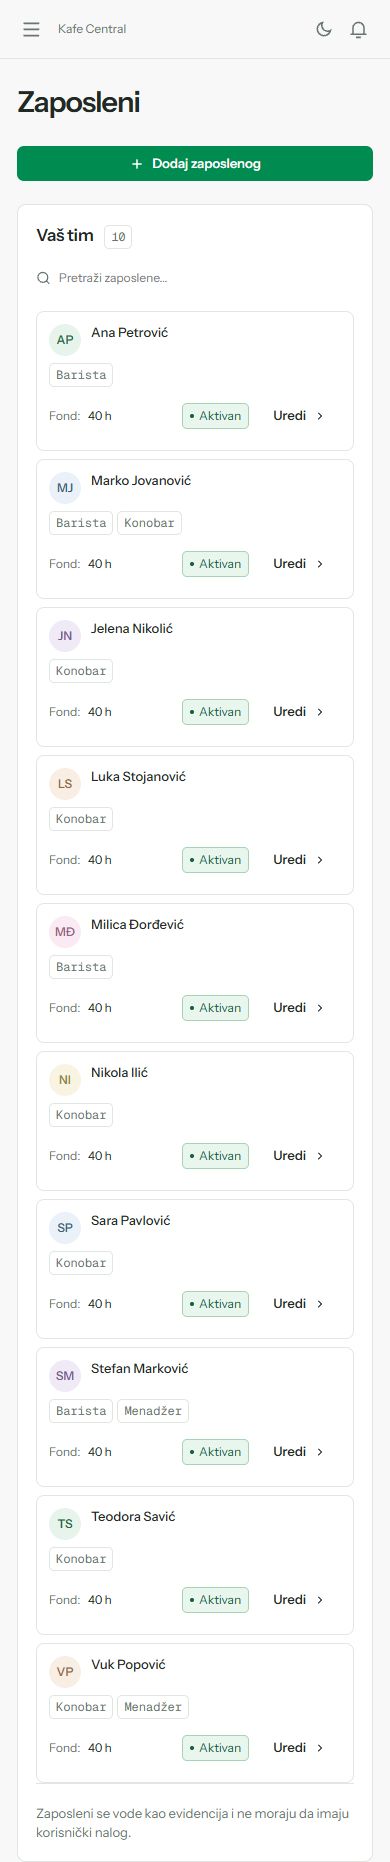 Kafe Central
Zaposleni
+ Dodaj zaposlenog
Vaš tim 10
Pretraži zaposlene...
AP Ana Petrović
Barista
Fond: 40 h Aktivan Uredi
MJ Marko Jovanović
Barista Konobar
Fond: 40 h Aktivan Uredi
JN Jelena Nikolić
Konobar
Fond: 40 h Aktivan Uredi
LS Luka Stojanović
Konobar
Fond: 40 h Aktivan Uredi
MĐ Milica Đorđević
Barista
Fond: 40 h Aktivan Uredi
NI Nikola Ilić
Konobar
Fond: 40 h Aktivan Uredi
SP Sara Pavlović
Konobar
Fond: 40 h Aktivan Uredi
SM Stefan Marković
Barista Menadžer
Fond: 40 h Aktivan Uredi
TS Teodora Savić
Konobar
Fond: 40 h Aktivan Uredi
VP Vuk Popović
Konobar Menadžer
Fond: 40 h Aktivan Uredi
Zaposleni se vode kao evidencija i ne moraju da imaju
korisnički nalog.